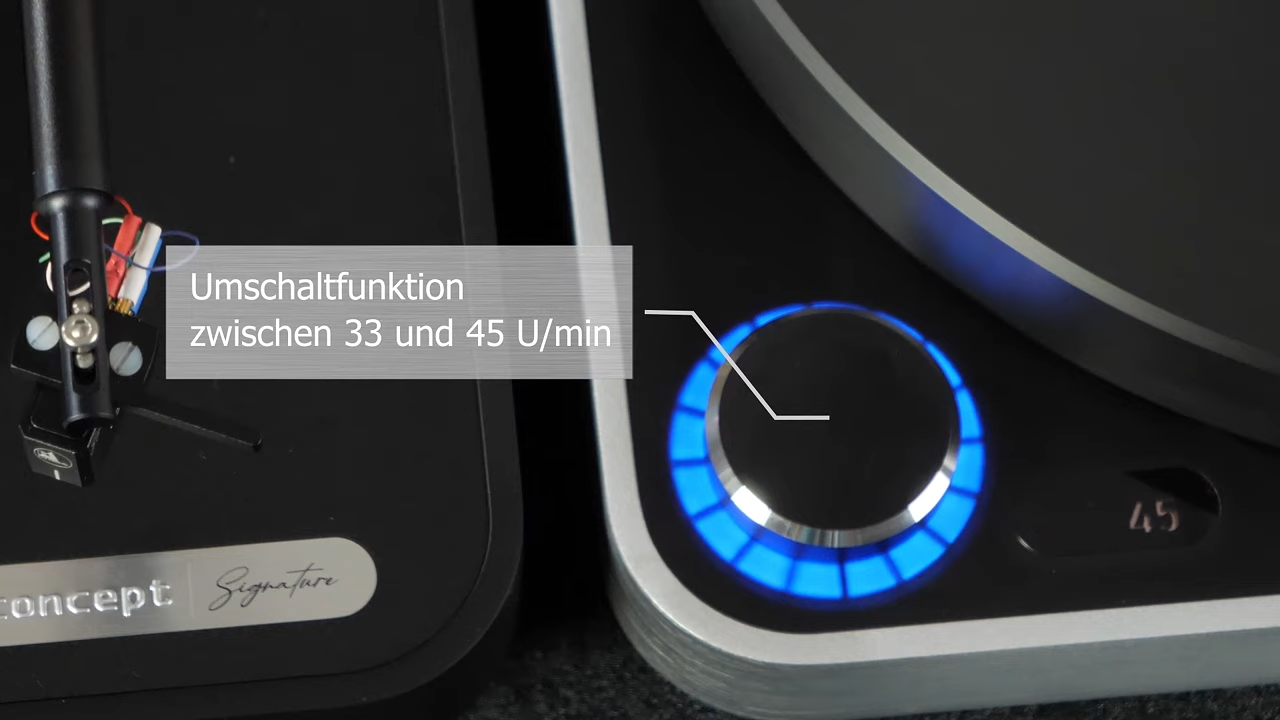 Umschaltfunktion
zwischen 33 und 45 U/min
45
concept Signature